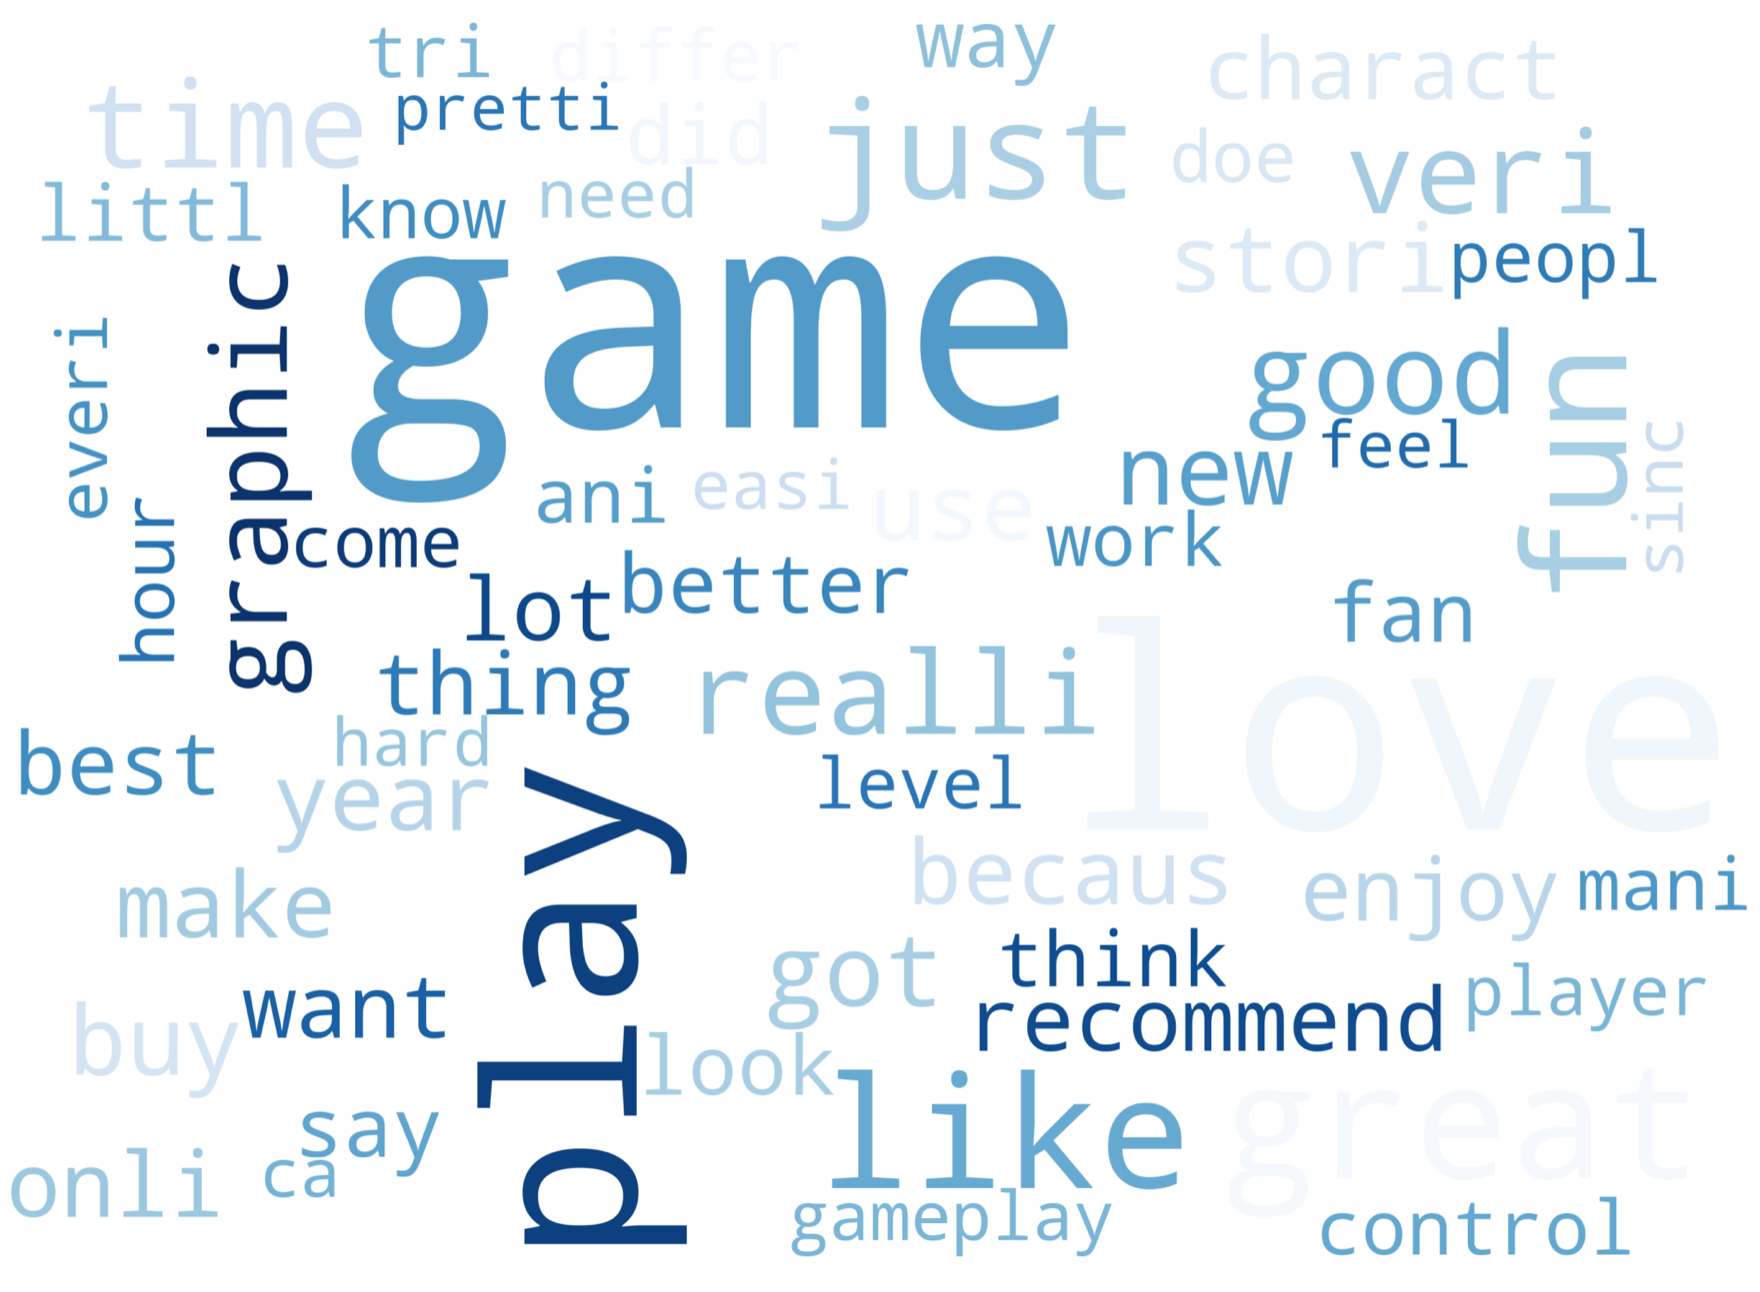 tri
differ
way
charact
time
pretti
did
just
doe
veri
littl
know
need
stori
peopl
game
graphic
everi
good
fun
feel
sinc
new
ani
easi
use
hour
come
work
better
lot
fan
thing
realli
love
best
hard
year
level
play
becaus
enjoy
mani
make
got
think
player
want
recommend
buy
look
like
great
say
onli
ca
gameplay
control